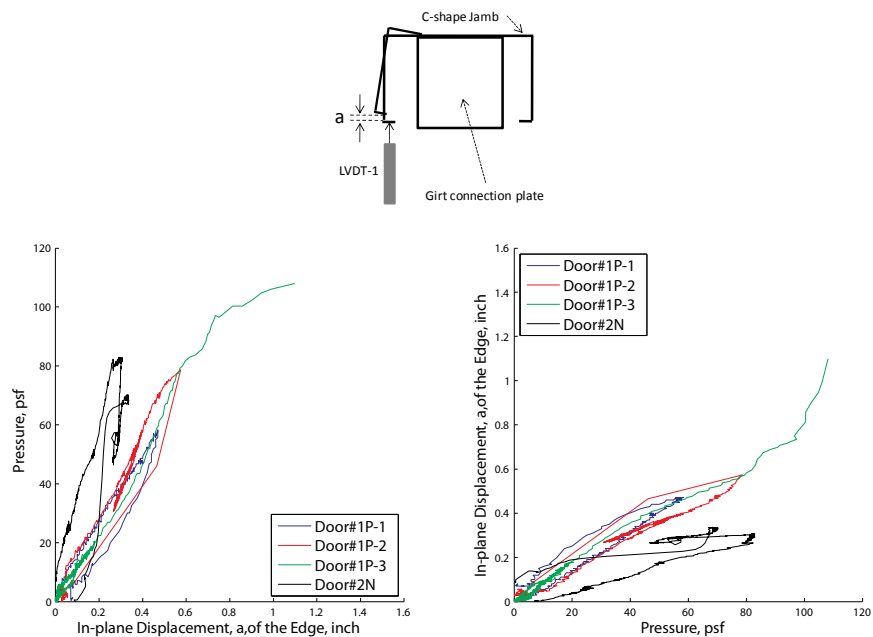 C-shape Jamb
a
LVDT-1
Girt connection plate
120
100
80
60
40
20
0
Pressure, psf
0
0.2
0.4
0.6
0.8
1
1.2
1.4
1.6
In-plane Displacement, a,of the Edge, inch
Door#1P-1
Door#1P-2
Door#1P-3
Door#2N
1.6
1.4
1.2
1
0.8
0.6
0.4
0.2
0
In-plane Displacement, a,of the Edge, inch
Door#1P-1
Door#1P-2
Door#1P-3
Door#2N
0
20
40
60
80
100
120
Pressure, psf